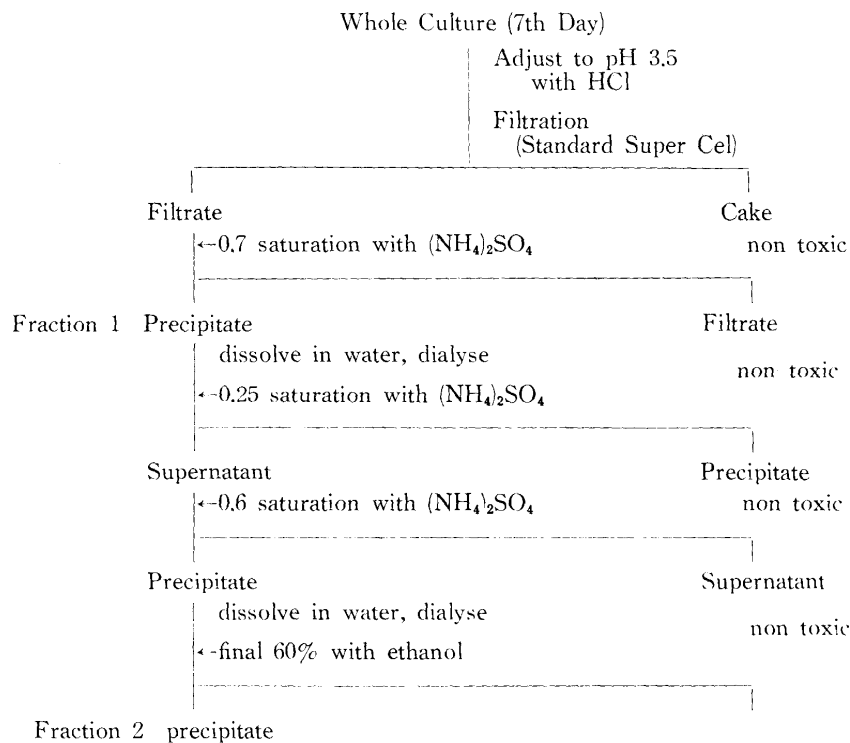 Whole Culture (7th Day)
Adjust to pH 3.5
with HCl
Filtration
(Standard Super Cel)
Filtrate Cake
←0.7 saturation with (NH₄)₂SO₄ non toxic
Fraction 1 Precipitate Filtrate
dissolve in water, dialyse
non toxic
←0.25 saturation with (NH₄)₂SO₄
Supernatant Precipitate
←0.6 saturation with (NH₄)₂SO₄ non toxic
Precipitate Supernatant
dissolve in water, dialyse
non toxic
←final 60% with ethanol
Fraction 2 precipitate